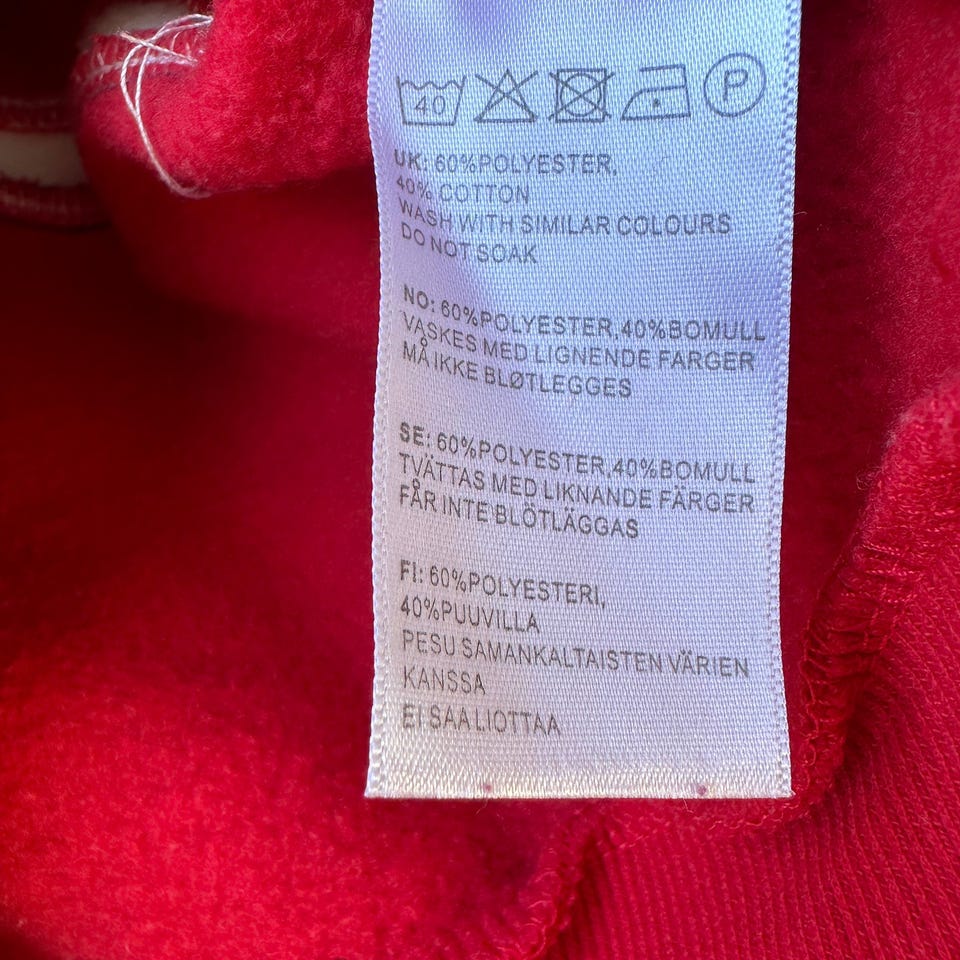 40 P
UK: 60%POLYESTER,
40% COTTON
WASH WITH SIMILAR COLOURS
DO NOT SOAK
NO: 60%POLYESTER,40%BOMULL
VASKES MED LIGNENDE FARGER
MÅ IKKE BLØTLEGGES
SE: 60%POLYESTER,40%BOMULL
TVÄTTAS MED LIKNANDE FÄRGER
FÅR INTE BLÖTLÄGGAS
FI: 60%POLYESTERI,
40%PUUVILLA
PESU SAMANKALTAISTEN VÄRIEN
KANSSA
EI SAA LIOTTAA